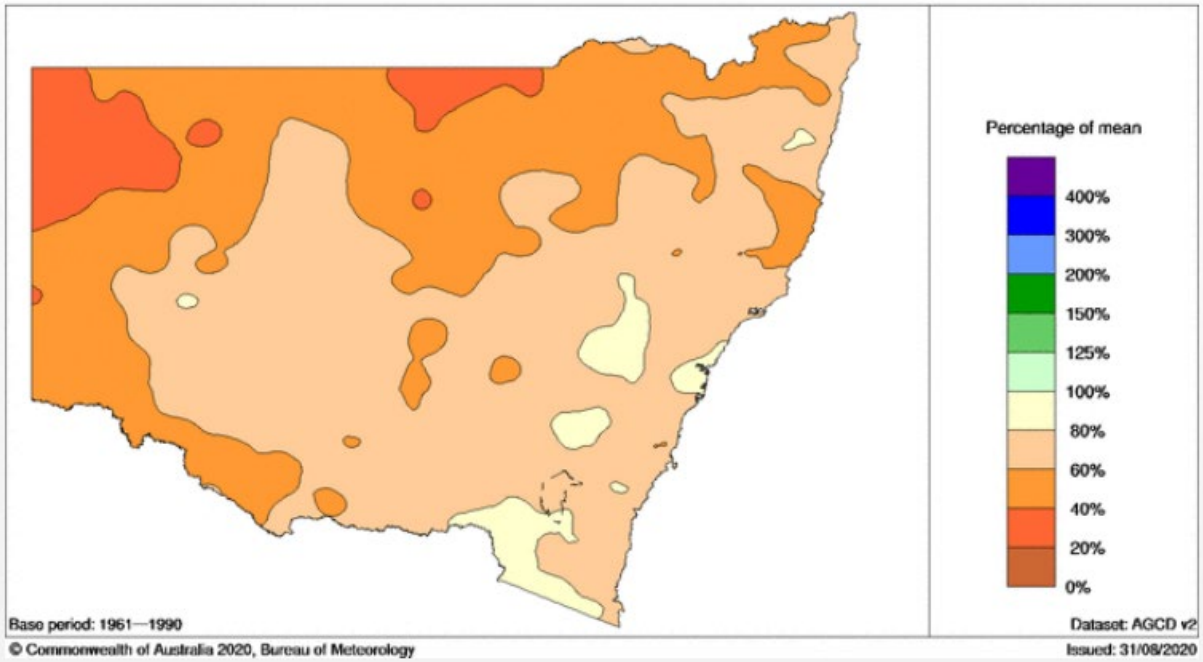 Percentage of mean
400%
300%
200%
150%
125%
100%
80%
60%
40%
20%
0%
Base period: 1961—1990
Dataset: AGCD v2
© Commonwealth of Australia 2020, Bureau of Meteorology
Issued: 31/08/2020